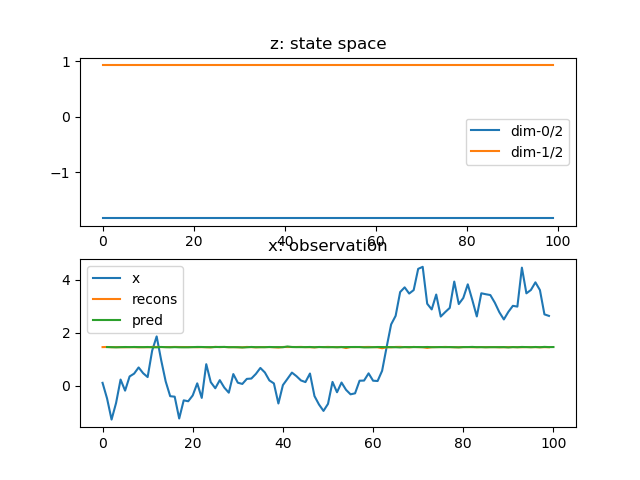 z: state space
1
0
−1
dim-0/2
dim-1/2
0 20 40 60 80 100
x: observation
4
2
0
x
recons
pred
0 20 40 60 80 100